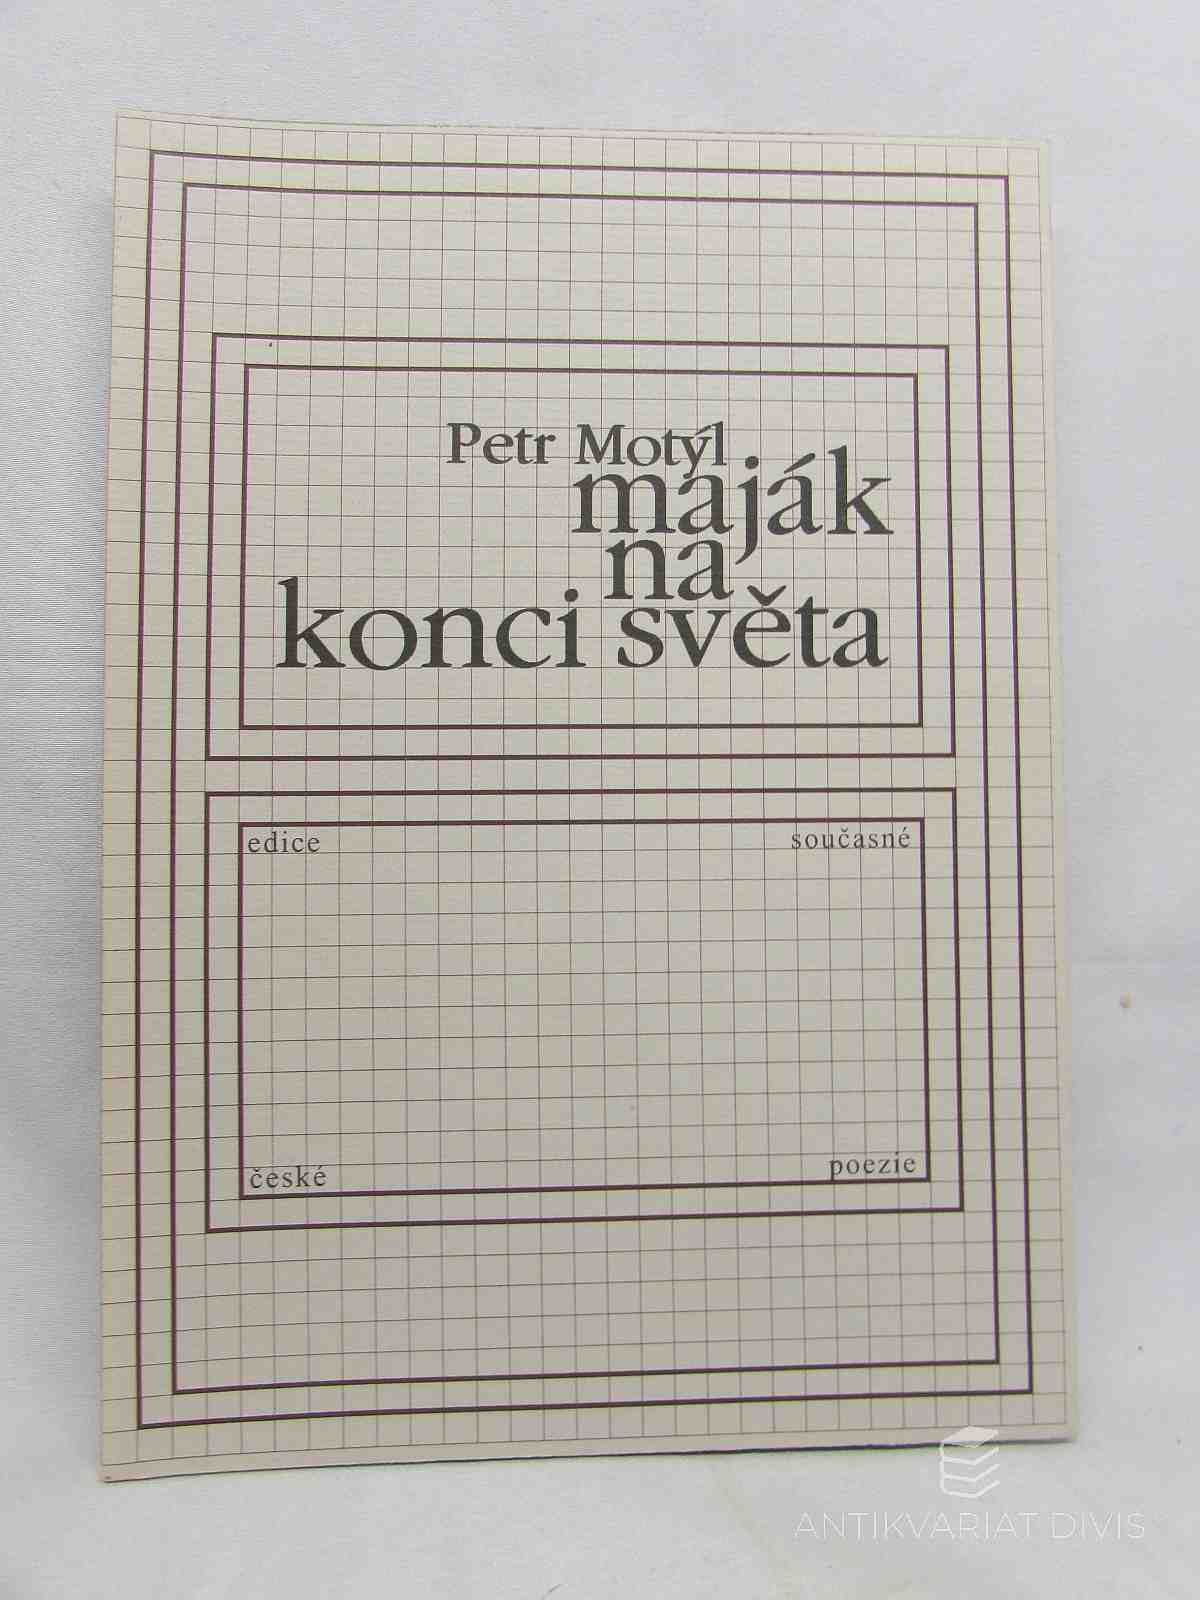 Petr Motýl
maják
na
konci světa
edice současné
české poezie
ANTIKVARIAT DIVIS